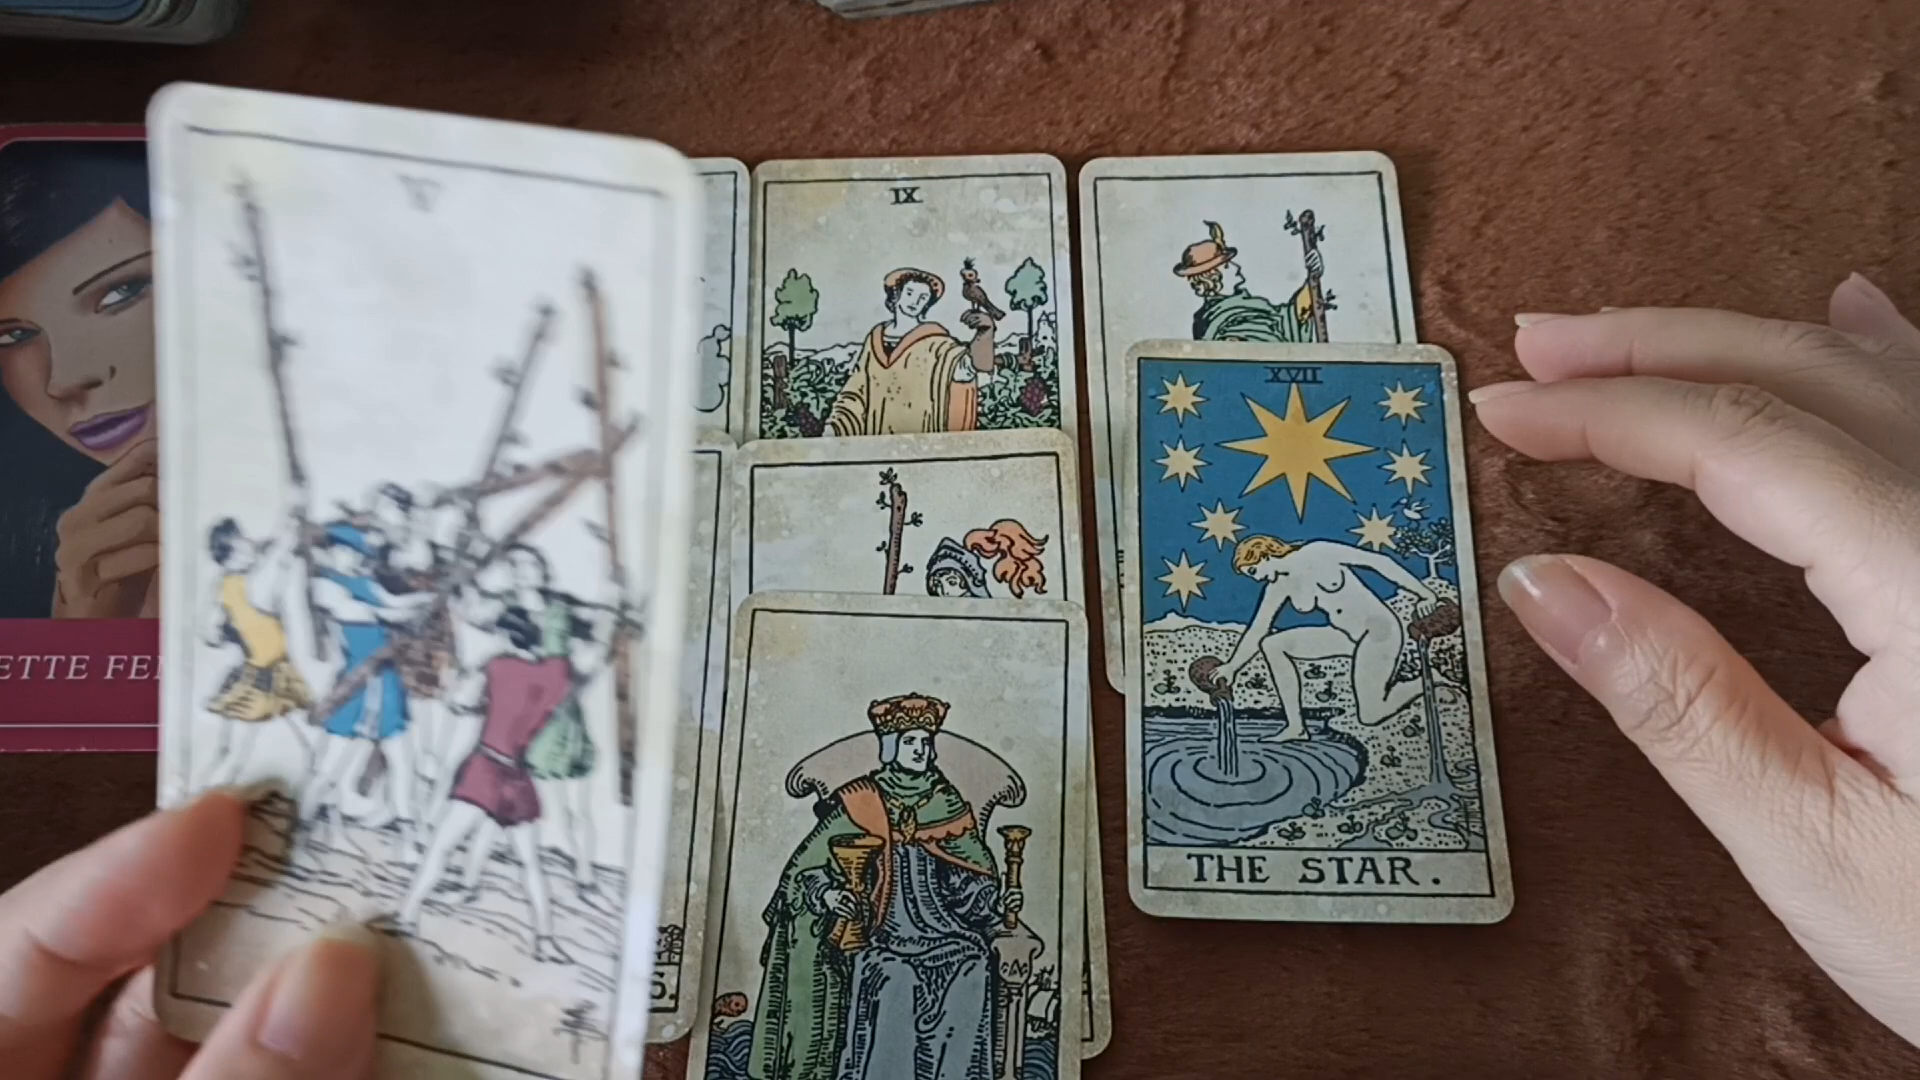 V
IX
XVII
THE STAR.
ETTE FE
S.